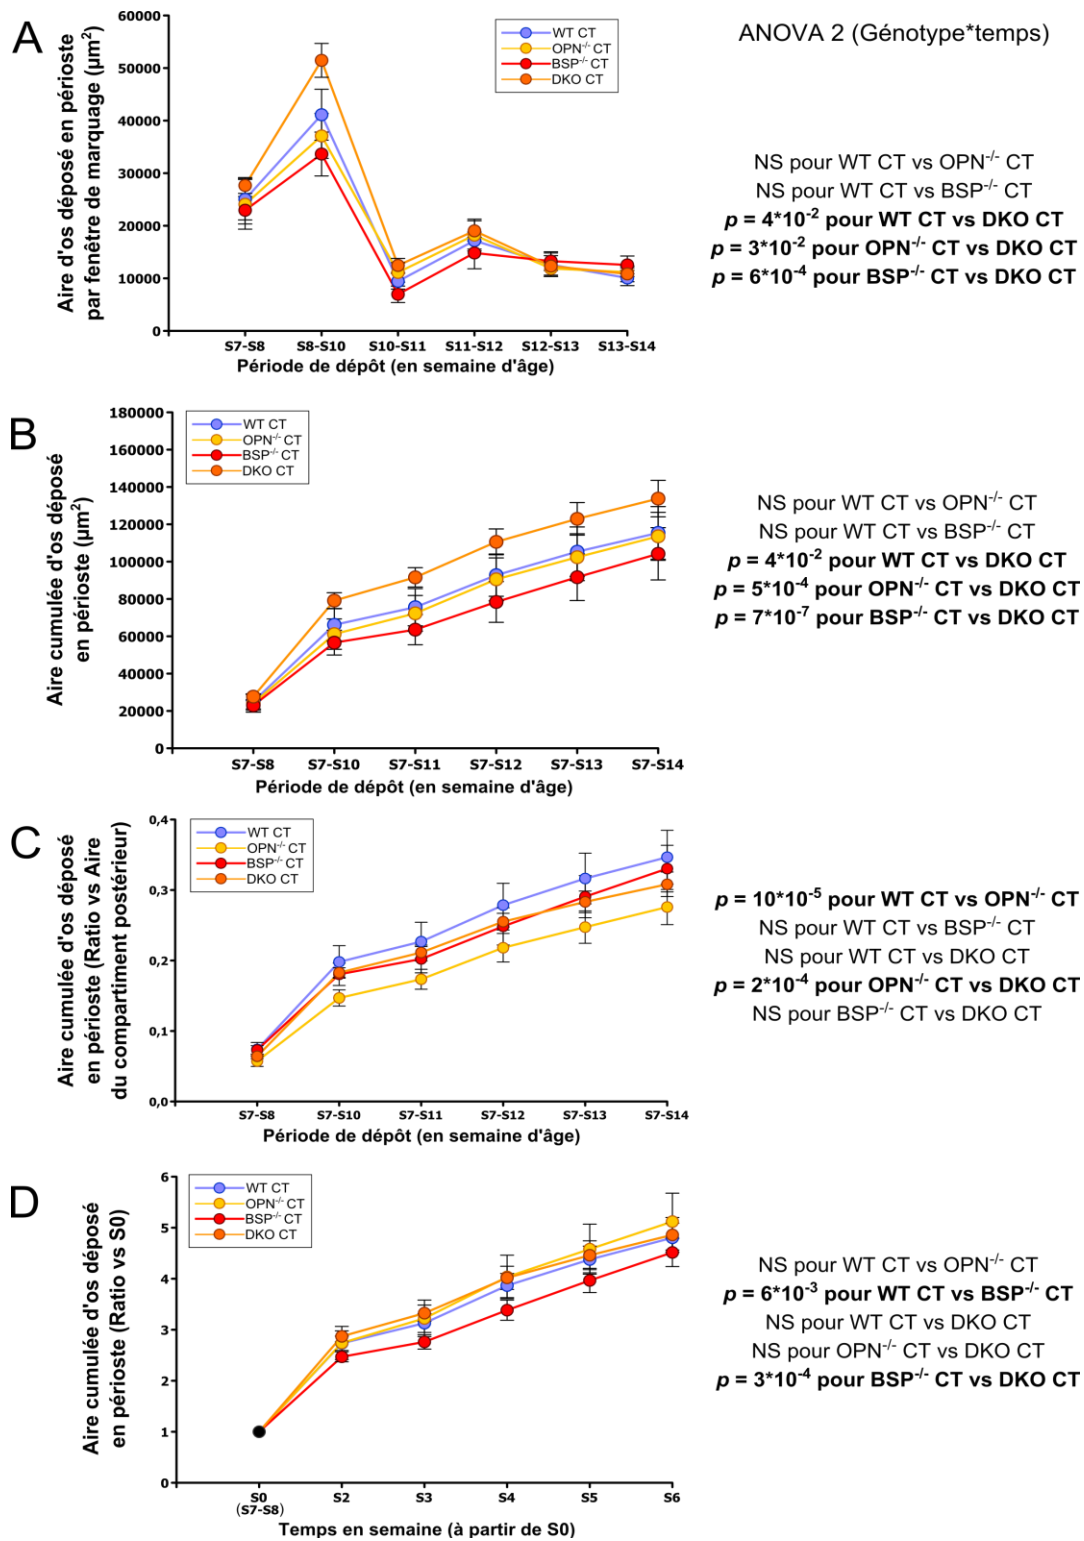 A
Aire d'os déposé en périoste
par fenêtre de marquage (µm²)
60000
50000
40000
30000
20000
10000
0
WT CT
OPN⁻/⁻ CT
BSP⁻/⁻ CT
DKO CT
S7-S8 S8-S10 S10-S11 S11-S12 S12-S13 S13-S14
Période de dépôt (en semaine d'âge)
ANOVA 2 (Génotype*temps)
NS pour WT CT vs OPN⁻/⁻ CT
NS pour WT CT vs BSP⁻/⁻ CT
p = 4*10⁻² pour WT CT vs DKO CT
p = 3*10⁻² pour OPN⁻/⁻ CT vs DKO CT
p = 6*10⁻⁴ pour BSP⁻/⁻ CT vs DKO CT
B
Aire cumulée d'os déposé
en périoste (µm²)
180000
160000
140000
120000
100000
80000
60000
40000
20000
0
WT CT
OPN⁻/⁻ CT
BSP⁻/⁻ CT
DKO CT
S7-S8 S7-S10 S7-S11 S7-S12 S7-S13 S7-S14
Période de dépôt (en semaine d'âge)
NS pour WT CT vs OPN⁻/⁻ CT
NS pour WT CT vs BSP⁻/⁻ CT
p = 4*10⁻² pour WT CT vs DKO CT
p = 5*10⁻⁴ pour OPN⁻/⁻ CT vs DKO CT
p = 7*10⁻⁷ pour BSP⁻/⁻ CT vs DKO CT
C
Aire cumulée d'os déposé
en périoste (Ratio vs Aire
du compartiment postérieur)
0,4
0,3
0,2
0,1
0,0
WT CT
OPN⁻/⁻ CT
BSP⁻/⁻ CT
DKO CT
S7-S8 S7-S10 S7-S11 S7-S12 S7-S13 S7-S14
Période de dépôt (en semaine d'âge)
p = 10*10⁻⁵ pour WT CT vs OPN⁻/⁻ CT
NS pour WT CT vs BSP⁻/⁻ CT
NS pour WT CT vs DKO CT
p = 2*10⁻⁴ pour OPN⁻/⁻ CT vs DKO CT
NS pour BSP⁻/⁻ CT vs DKO CT
D
Aire cumulée d'os déposé
en périoste (Ratio vs S0)
6
5
4
3
2
1
0
WT CT
OPN⁻/⁻ CT
BSP⁻/⁻ CT
DKO CT
S0 S2 S3 S4 S5 S6
(S7-S8)
Temps en semaine (à partir de S0)
NS pour WT CT vs OPN⁻/⁻ CT
p = 6*10⁻³ pour WT CT vs BSP⁻/⁻ CT
NS pour WT CT vs DKO CT
NS pour OPN⁻/⁻ CT vs DKO CT
p = 3*10⁻⁴ pour BSP⁻/⁻ CT vs DKO CT